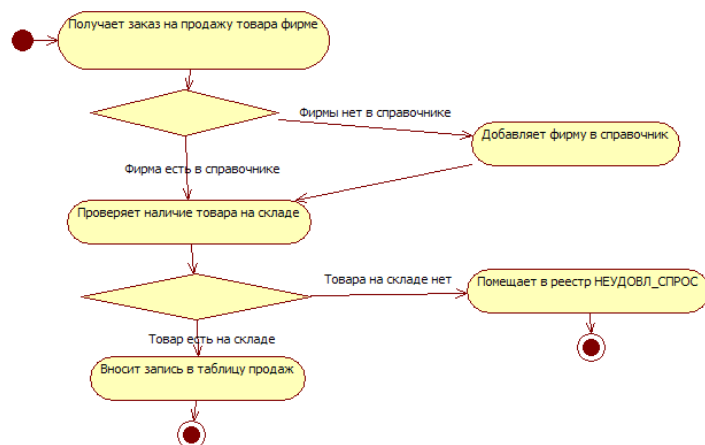 Получает заказ на продажу товара фирме
Фирмы нет в справочнике
Добавляет фирму в справочник
Фирма есть в справочнике
Проверяет наличие товара на складе
Товара на складе нет
Помещает в реестр НЕУДОВЛ_СПРОС
Товар есть на складе
Вносит запись в таблицу продаж